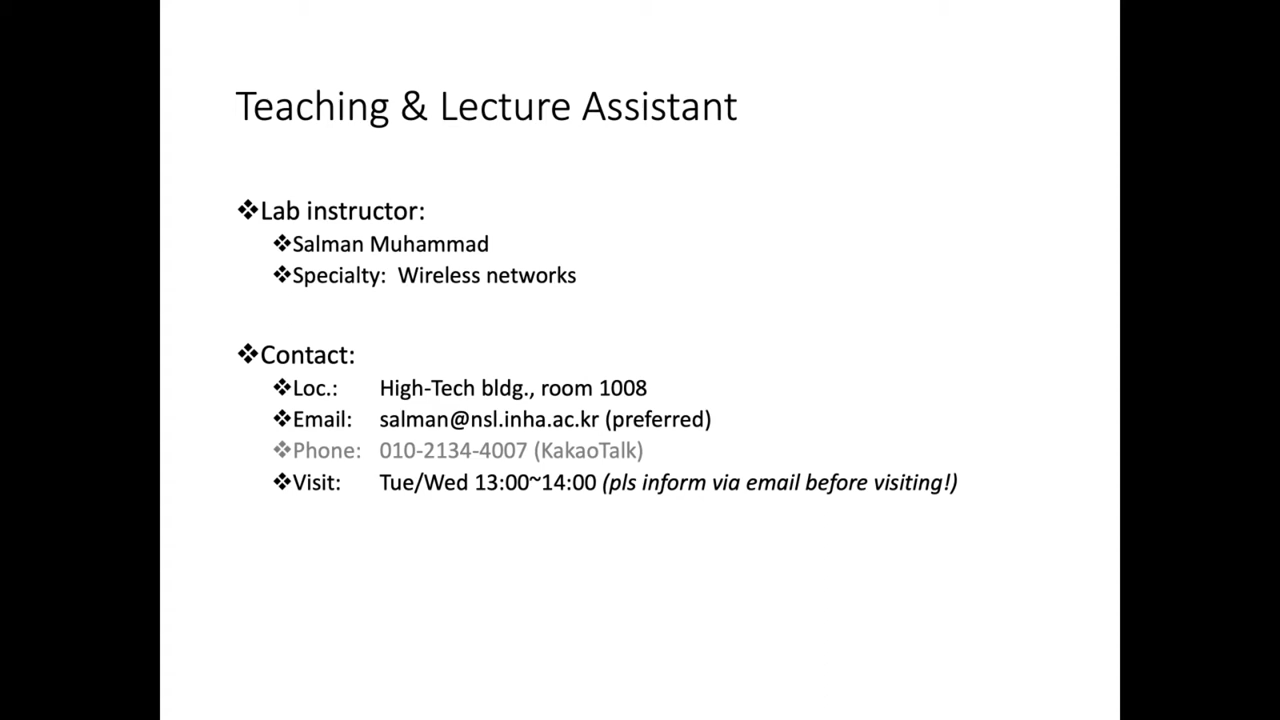 Teaching & Lecture Assistant
❖Lab instructor:
❖Salman Muhammad
❖Specialty: Wireless networks
❖Contact:
❖Loc.: High-Tech bldg., room 1008
❖Email: salman@nsl.inha.ac.kr (preferred)
❖Phone: 010-2134-4007 (KakaoTalk)
❖Visit: Tue/Wed 13:00~14:00 (pls inform via email before visiting!)